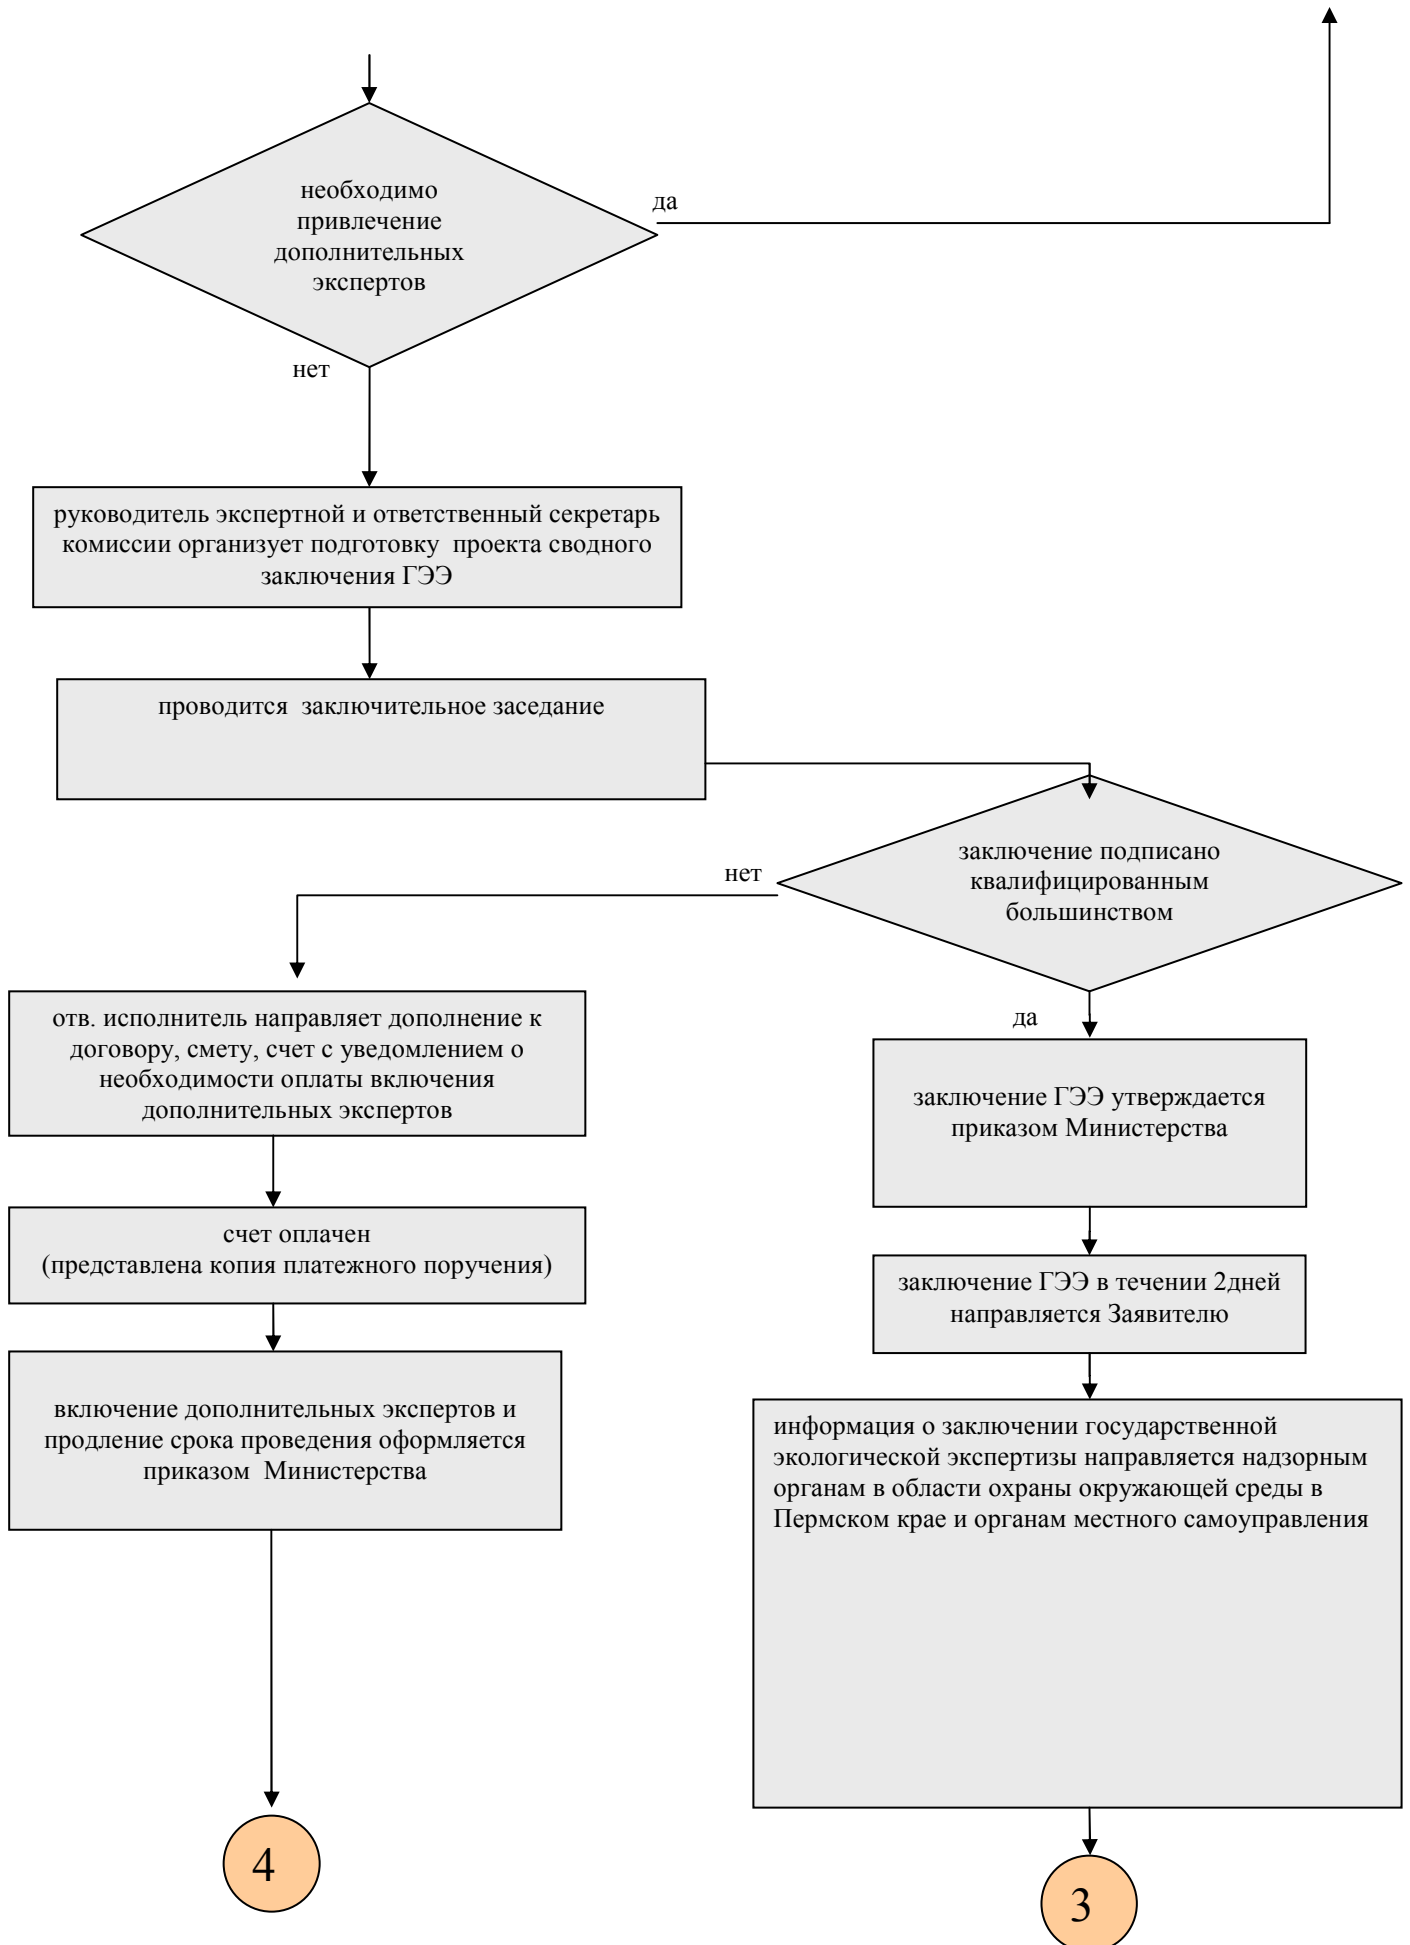 необходимо
привлечение
дополнительных
экспертов
да
нет
руководитель экспертной и ответственный секретарь
комиссии организует подготовку проекта сводного
заключения ГЭЭ
проводится заключительное заседание
заключение подписано
квалифицированным
большинством
нет
да
отв. исполнитель направляет дополнение к
договору, смету, счет с уведомлением о
необходимости оплаты включения
дополнительных экспертов
заключение ГЭЭ утверждается
приказом Министерства
счет оплачен
(представлена копия платежного поручения)
заключение ГЭЭ в течении 2дней
направляется Заявителю
включение дополнительных экспертов и
продление срока проведения оформляется
приказом Министерства
информация о заключении государственной
экологической экспертизы направляется надзорным
органам в области охраны окружающей среды в
Пермском крае и органам местного самоуправления
4
3